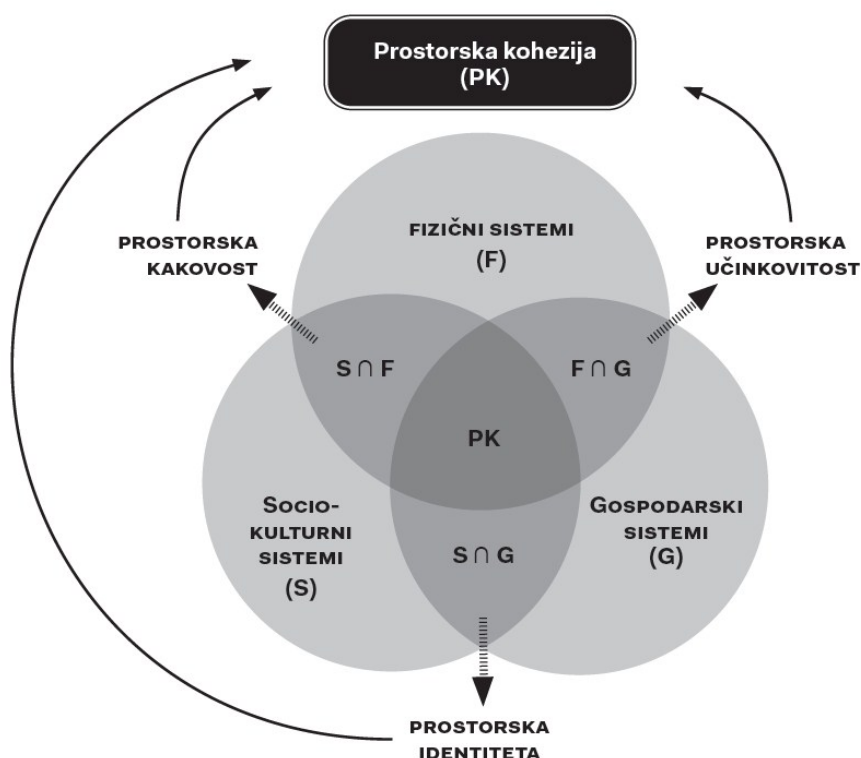 Prostorska kohezija
(PK)
PROSTORSKA
KAKOVOST
FIZIČNI SISTEMI
(F)
PROSTORSKA
UČINKOVITOST
S ∩ F
F ∩ G
PK
SOCIO-
KULTURNI
SISTEMI
(S)
GOSPODARSKI
SISTEMI
(G)
S ∩ G
PROSTORSKA
IDENTITETA